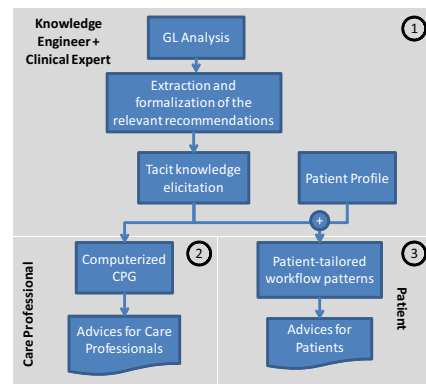 Knowledge
Engineer +
Clinical Expert
1
GL Analysis
Extraction and
formalization of the
relevant recommendations
Tacit knowledge
elicitation
Patient Profile
+
Care Professional
2
Computerized
CPG
Advices for Care
Professionals
3
Patient-tailored
workflow patterns
Patient
Advices for
Patients